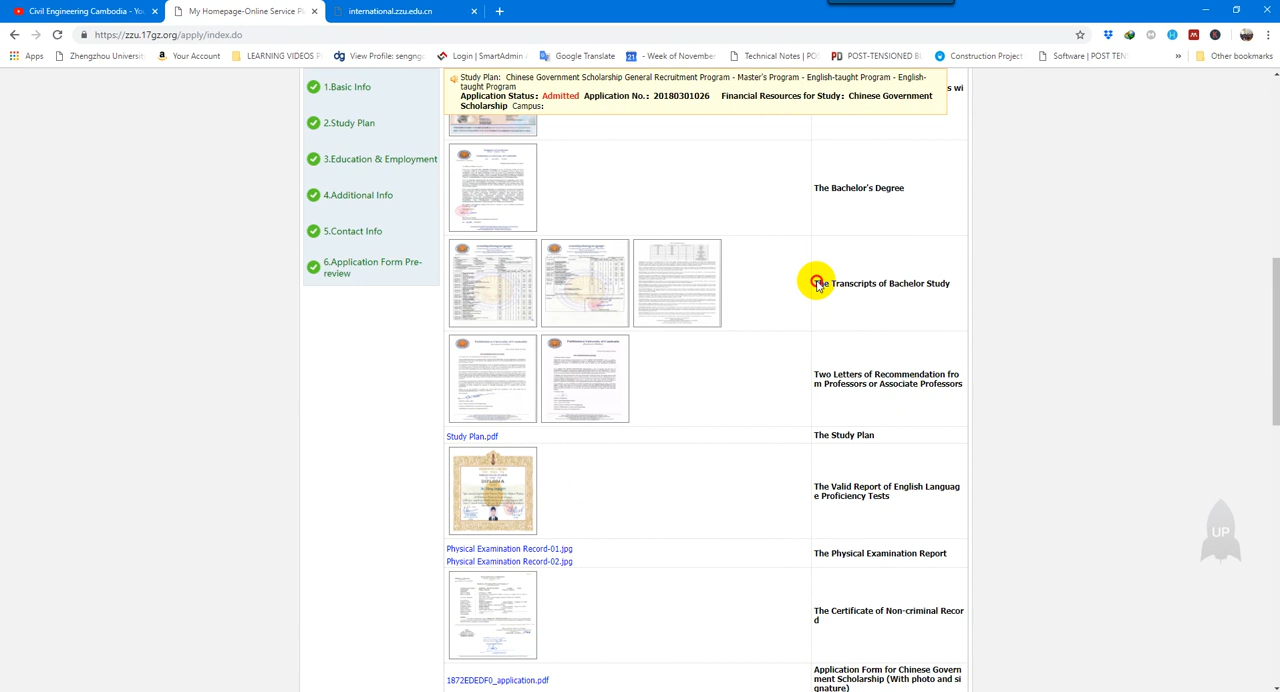 Civil Engineering Cambodia - Yo
My Homepage-Online Service Pl
international.zzu.edu.cn
https://zzu.17gz.org/apply/index.do
Apps
Zhengzhou Universit
Your Account
LEARNING VIDEOS P
View Profile: sengng
Login | SmartAdmin
Google Translate
- Week of Novembe
Technical Notes | PO
POST-TENSIONED B
Construction Project
Software | POST TEN
Other bookmarks
Study Plan: Chinese Government Scholarship General Recruitment Program - Master's Program - English-taught Program - English-
taught Program
Application Status: Admitted Application No.: 20180301026 Financial Resources for Study: Chinese Government
Scholarship Campus:
s wi
1.Basic Info
2.Study Plan
3.Education & Employment
4.Additional Info
5.Contact Info
6.Application Form Pre-
review
The Bachelor's Degree
The Transcripts of Bachelor Study
Two Letters of Recommendation fro
m Professors or Associate Professors
Study Plan.pdf
The Study Plan
DIPLOMA
The Valid Report of English Languag
e Proficiency Tests
Physical Examination Record-01.jpg
Physical Examination Record-02.jpg
The Physical Examination Report
UP
The Certificate of Non-criminal Recor
d
1872EDEDF0_application.pdf
Application Form for Chinese Govern
ment Scholarship (With photo and si
gnature)